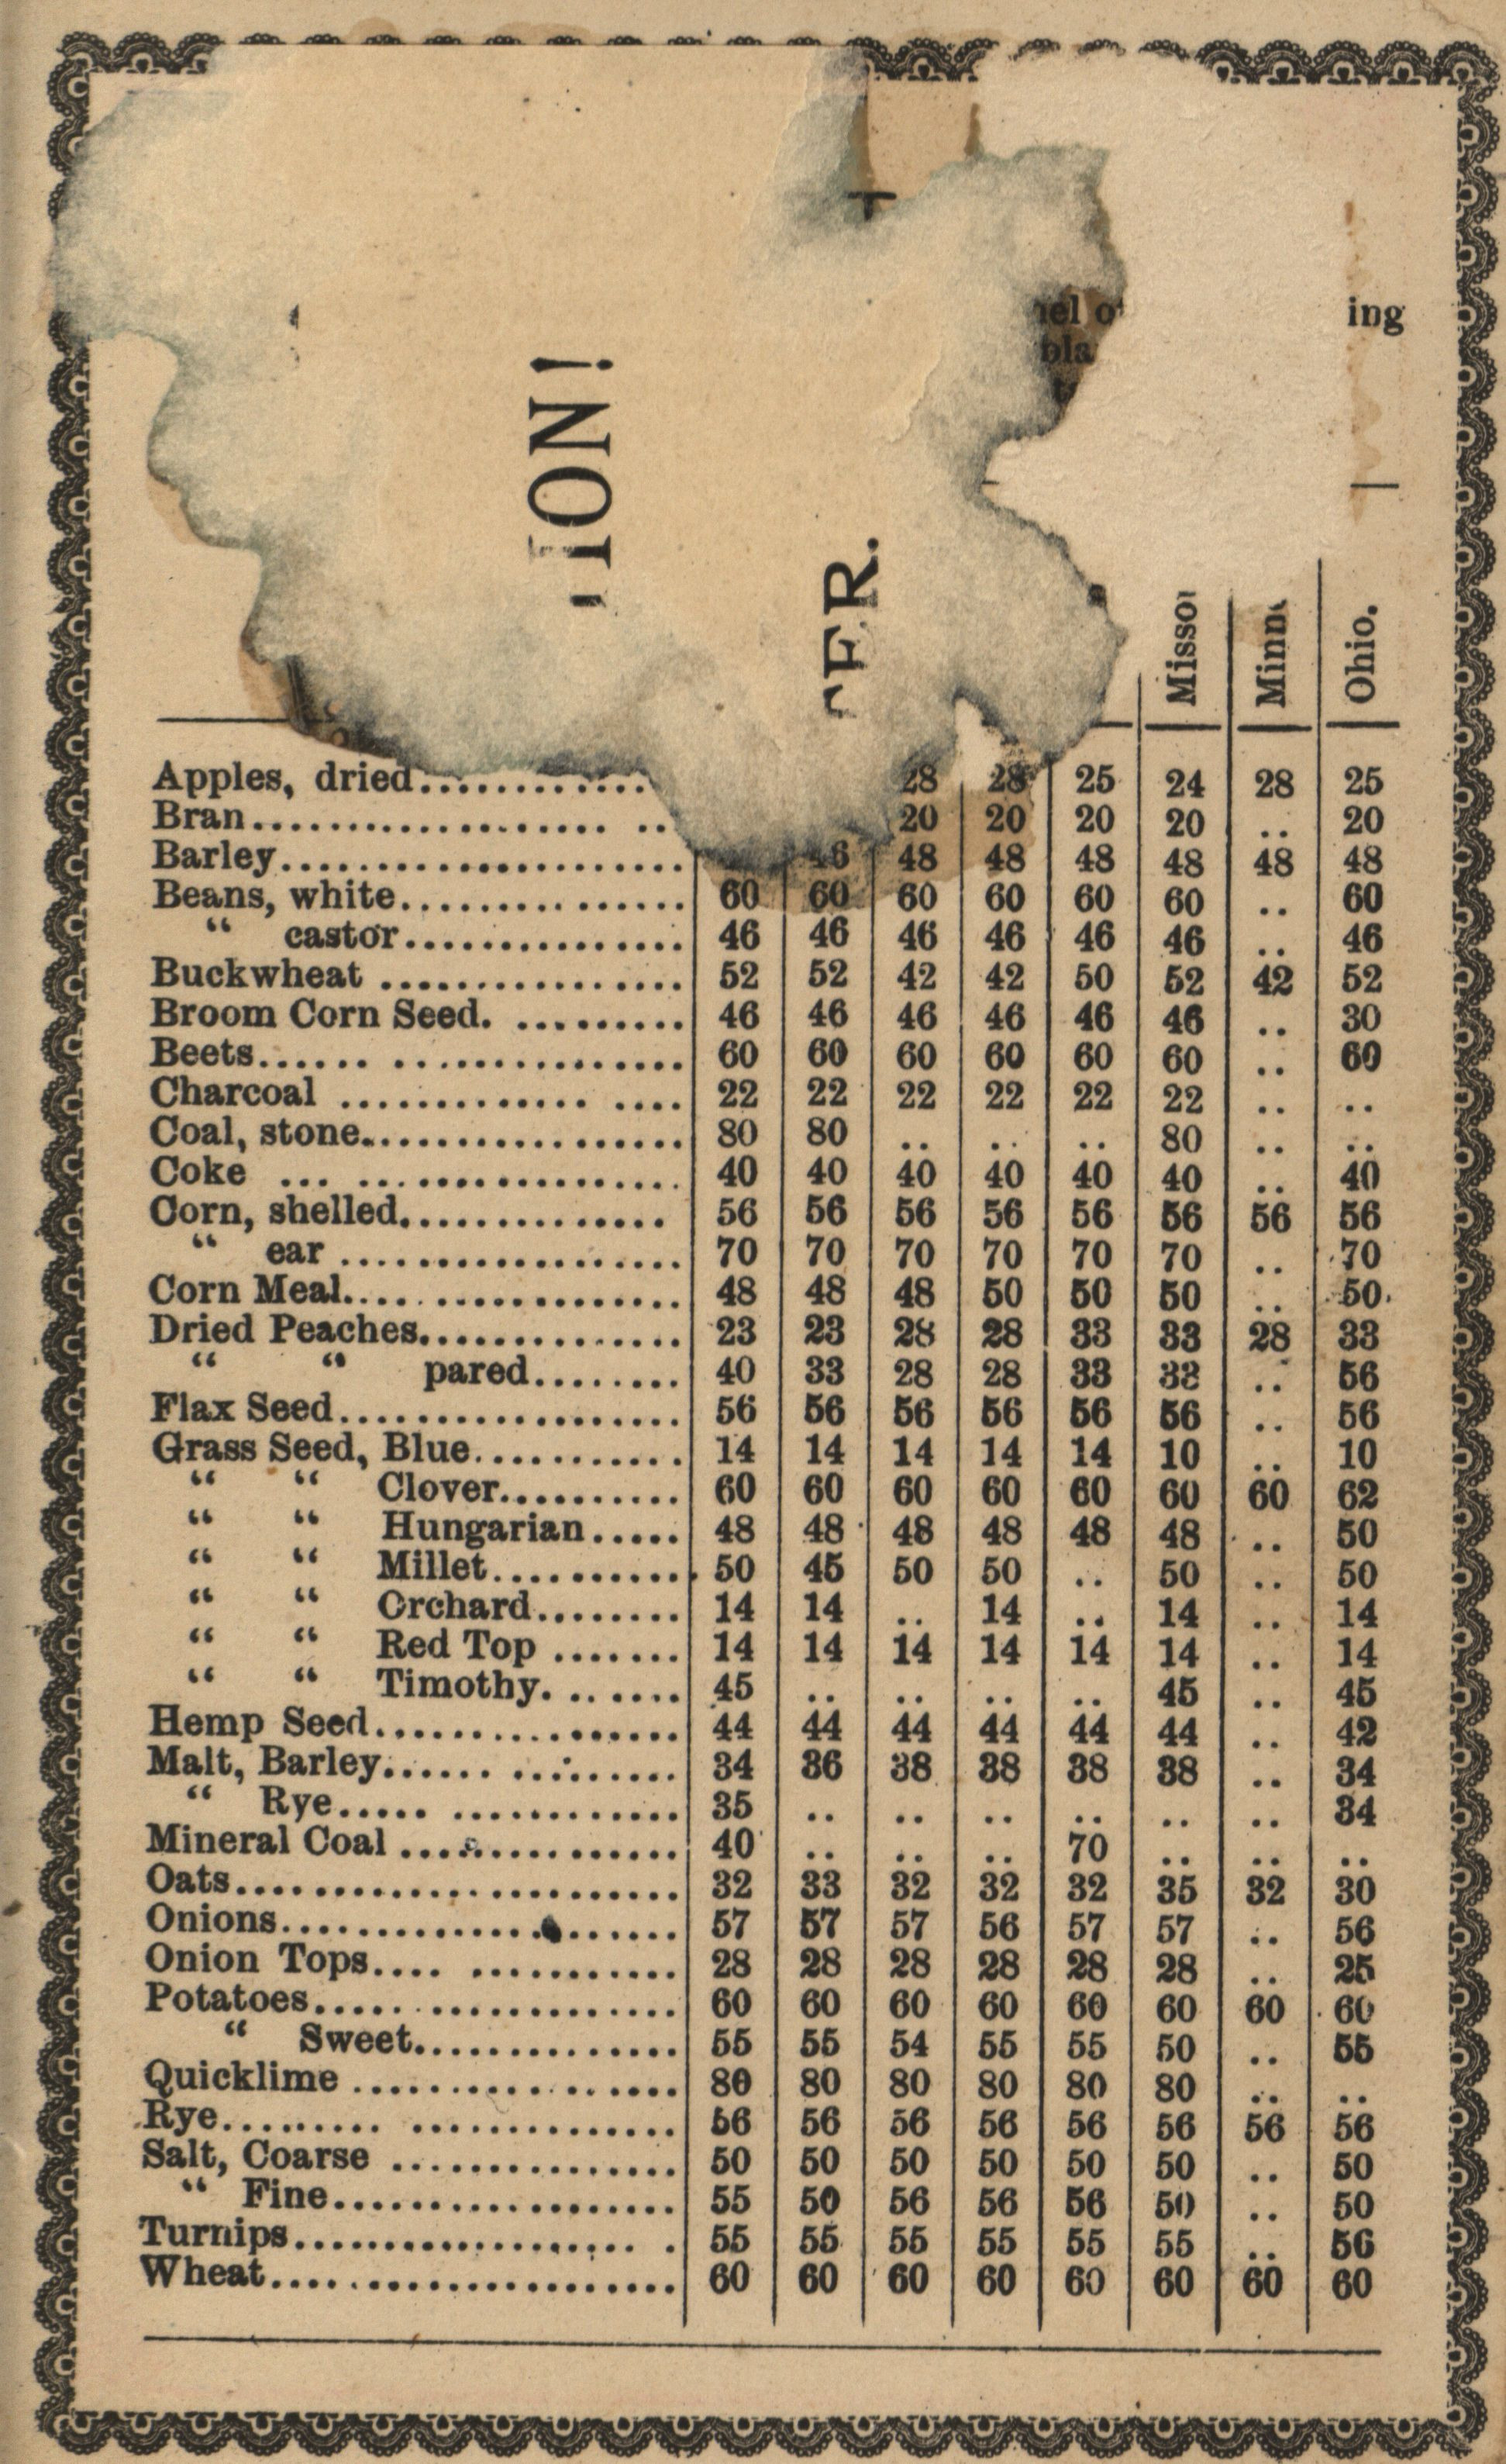 ing
ION!
ER.
Ohio.
Apples, dried............ 28 28 25 24 28 25
Bran.................... .. 20 20 20 20 .. 20
Barley..................... 46 48 48 48 48 48 48
Beans, white............... 60 60 60 60 60 60 .. 60
“ castor............... 46 46 46 46 46 46 .. 46
Buckwheat ................ 52 52 42 42 50 52 42 52
Broom Corn Seed. ......... 46 46 46 46 46 46 .. 30
Beets...... ............... 60 60 60 60 60 60 .. 60
Charcoal ............. .... 22 22 22 22 22 22 .. ..
Coal, stone................. 80 80 .. .. .. 80 .. ..
Coke ... ................. 40 40 40 40 40 40 .. 40
Corn, shelled.............. 56 56 56 56 56 56 56 56
“ ear .................. 70 70 70 70 70 70 .. 70
Corn Meal.... ............. 48 48 48 50 50 50 .. 50
Dried Peaches.............. 23 23 28 28 33 33 28 33
“ “ pared........ 40 33 28 28 33 33 .. 56
Flax Seed.................. 56 56 56 56 56 56 .. 56
Grass Seed, Blue........... 14 14 14 14 14 10 .. 10
“ “ Clover.......... 60 60 60 60 60 60 60 62
“ “ Hungarian..... 48 48 48 48 48 48 .. 50
“ “ Millet........... 50 45 50 50 .. 50 .. 50
“ “ Orchard........ 14 14 .. 14 .. 14 .. 14
“ “ Red Top ....... 14 14 14 14 14 14 .. 14
“ “ Timothy. .. .... 45 .. .. .. .. 45 .. 45
Hemp Seed................ 44 44 44 44 44 44 .. 42
Malt, Barley...... ......... 34 36 38 38 38 38 .. 34
“ Rye..... ............ 35 .. .. .. .. .. .. 34
Mineral Coal ............... 40 .. .. .. 70 .. .. ..
Oats....................... 32 33 32 32 32 35 32 30
Onions..................... 57 57 57 56 57 57 .. 56
Onion Tops.... ........... 28 28 28 28 28 28 .. 25
Potatoes................... 60 60 60 60 60 60 60 60
“ Sweet.............. 55 55 54 55 55 50 .. 55
Quicklime ................. 80 80 80 80 80 80 .. ..
Rye......... .............. 56 56 56 56 56 56 56 56
Salt, Coarse ............... 50 50 50 50 50 50 .. 50
“ Fine.................. 55 50 56 56 56 50 .. 50
Turnips.................. . 55 55 55 55 55 55 .. 56
Wheat..................... 60 60 60 60 60 60 60 60